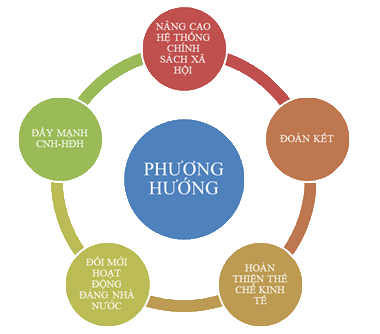 NÂNG CAO
HỆ THỐNG
CHÍNH
SÁCH XÃ
HỘI
ĐOÀN KẾT
HOÀN
THIỆN THỂ
CHẾ KINH
TẾ
ĐỔI MỚI
HOẠT
ĐỘNG
ĐẢNG NHÀ
NƯỚC
ĐẨY MẠNH
CNH-HĐH
PHƯƠNG
HƯỚNG